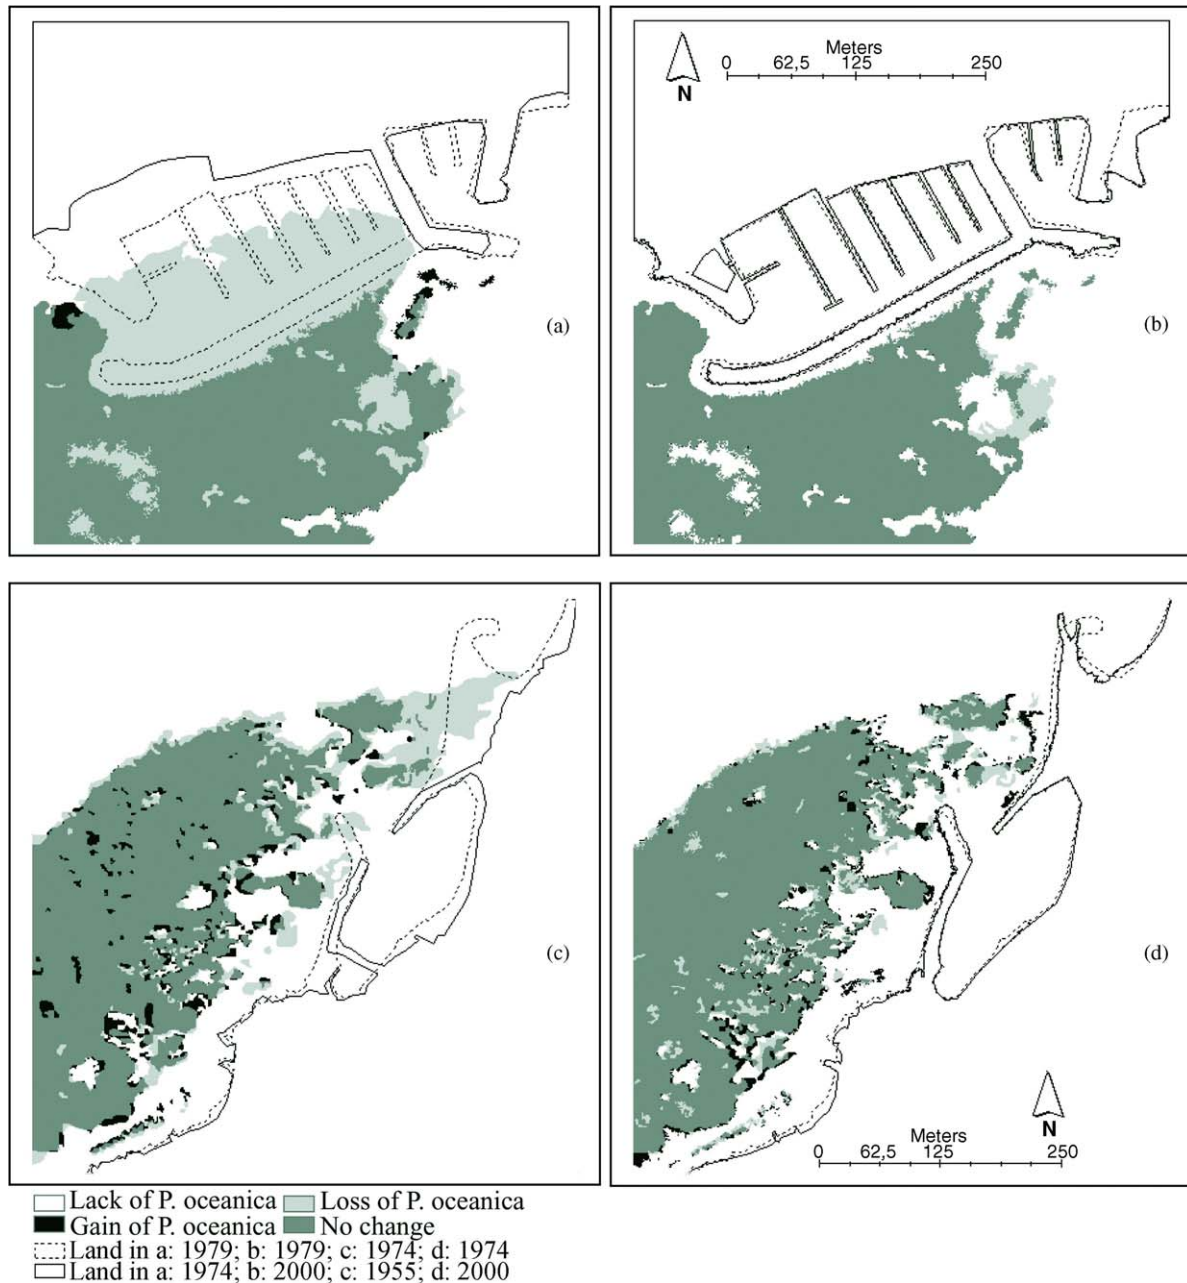 Meters
0 62,5 125 250
N
(a)
(b)
(c)
(d)
N
Meters
0 62,5 125 250
Lack of P. oceanica Loss of P. oceanica
Gain of P. oceanica No change
Land in a: 1979; b: 1979; c: 1974; d: 1974
Land in a: 1974; b: 2000; c: 1955; d: 2000